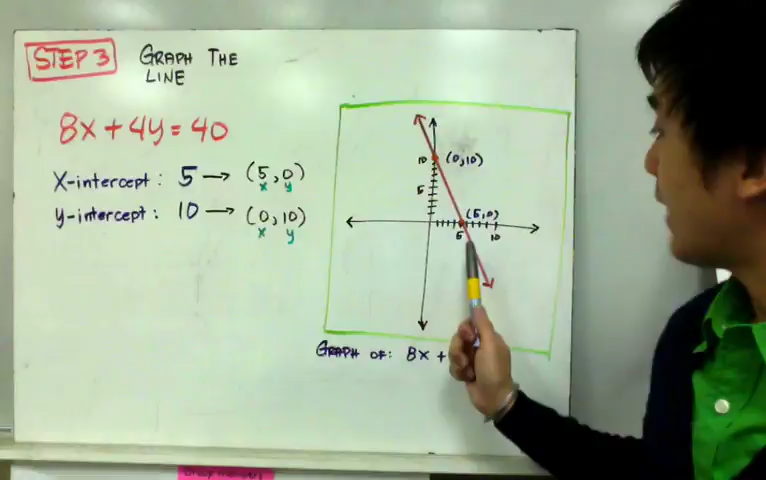 STEP 3
GRAPH THE
LINE
8x + 4y = 40
X-intercept: 5 → (5,0)
x y
y-intercept: 10 → (0,10)
x y
10 (0,10)
5
(5,0)
5 10
GRAPH OF: 8x +